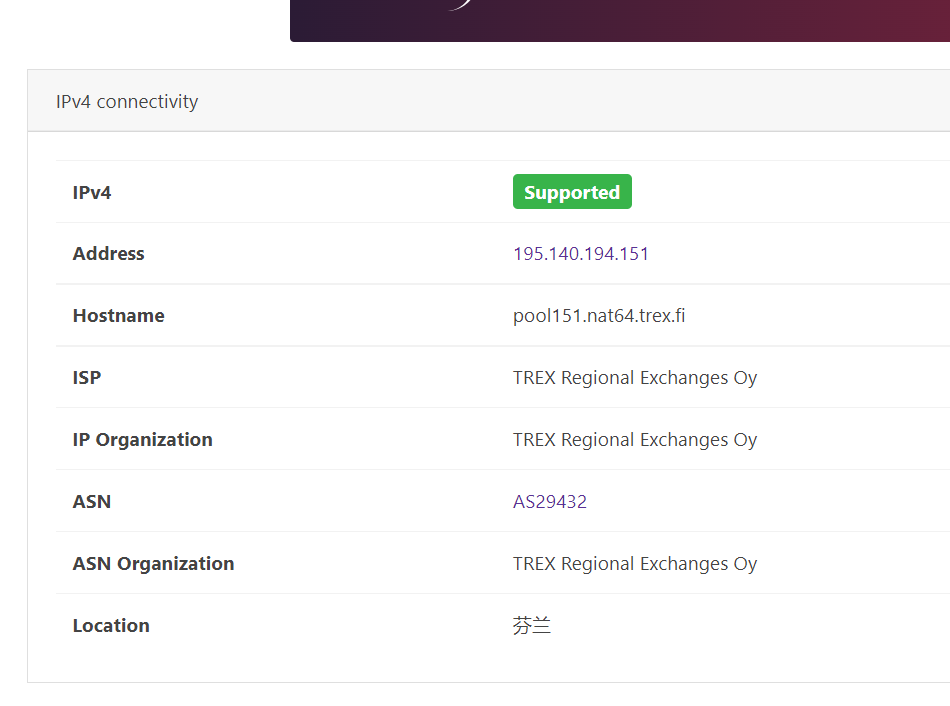 IPv4 connectivity
IPv4 Supported
Address 195.140.194.151
Hostname pool151.nat64.trex.fi
ISP TREX Regional Exchanges Oy
IP Organization TREX Regional Exchanges Oy
ASN AS29432
ASN Organization TREX Regional Exchanges Oy
Location 芬兰